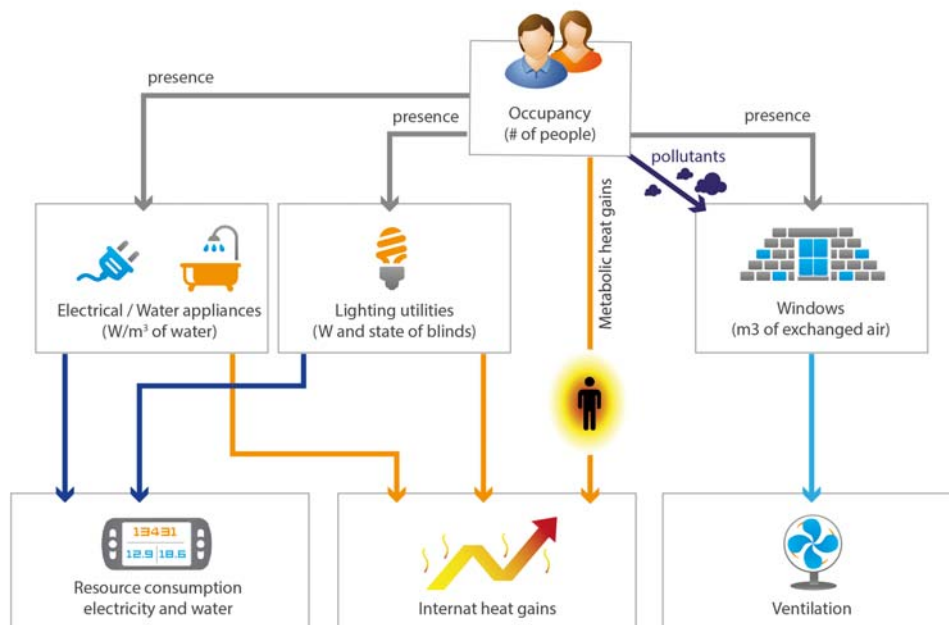 presence
presence
Occupancy
(# of people)
presence
pollutants
Metabolic heat gains
Electrical / Water appliances
(W/m³ of water)
Lighting utilities
(W and state of blinds)
Windows
(m3 of exchanged air)
13431
12.9 18.6
Resource consumption
electricity and water
Internat heat gains
Ventilation